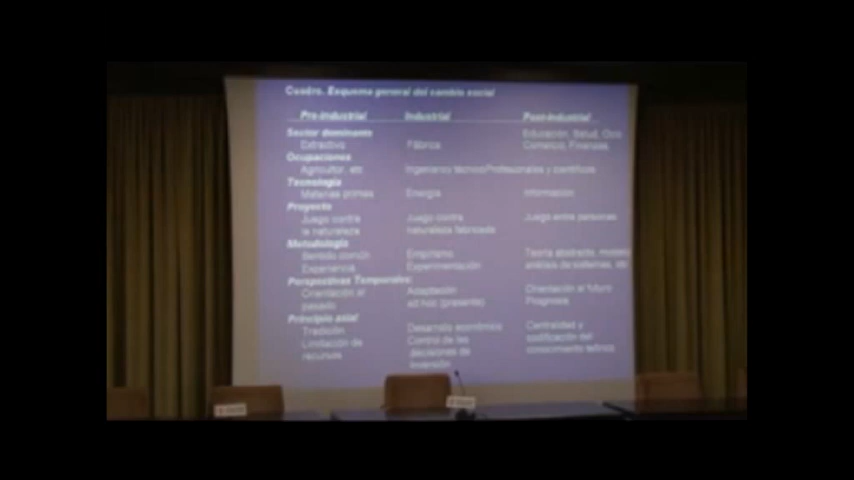 Cuadro. Esquema general del cambio social
Pre-industrial Industrial Post-industrial
Sector dominante Educación, Salud, Ocio
Extractivo Fábrica Comercio, Finanzas
Ocupaciones
Agricultor, etc Ingeniero técnico Profesionales y científicos
Tecnología
Materias primas Energía Información
Proyecto
Juego contra Juego contra Juego entre personas
la naturaleza naturaleza fabricada
Metodología
Sentido común Empirismo Teoría abstracta,
Experiencia Experimentación análisis de sistemas, etc
Perspectivas Temporales:
Orientación al Adaptación Orientación al futuro
pasado ad hoc (presente) Prognosis
Principio axial
Tradición Desarrollo económico Centralidad y
Limitación de Control de las codificación del
recursos decisiones de conocimiento teórico
inversión